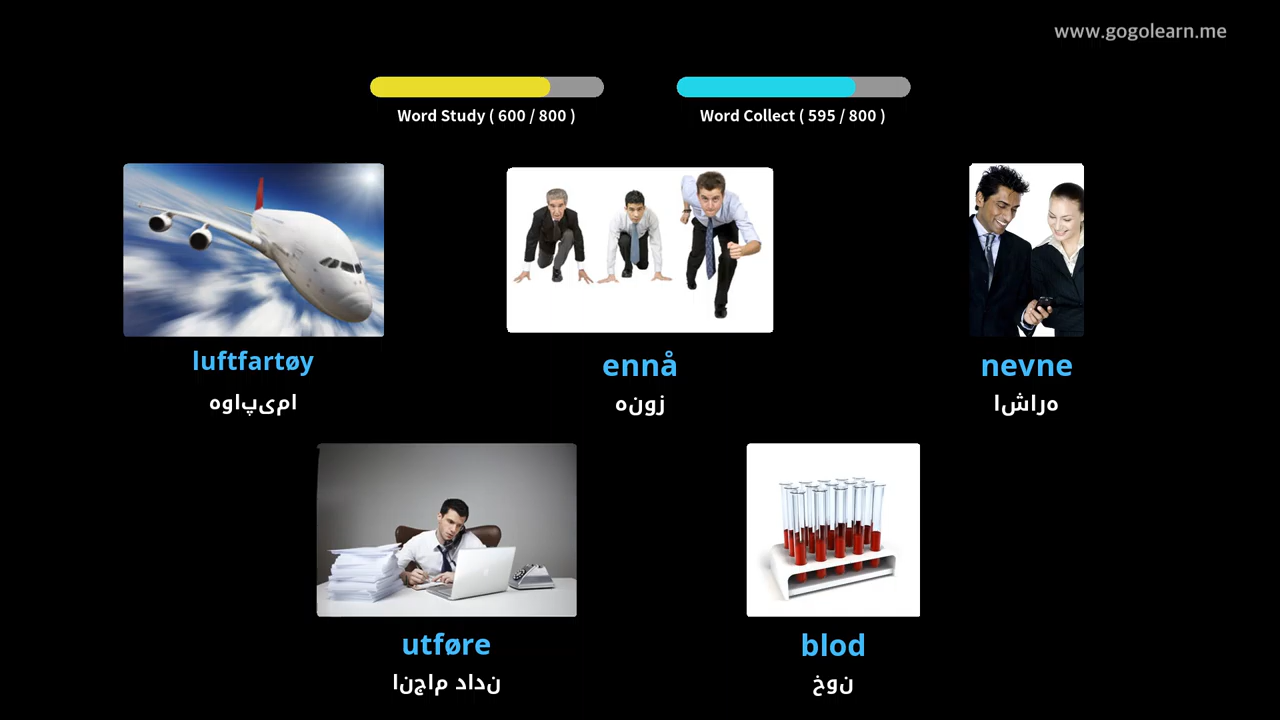 www.gogolearn.me
Word Study ( 600 / 800 )
Word Collect ( 595 / 800 )
luftfartøy
ennå
nevne
هواپیما
هنوز
اشاره
utføre
blod
انجام دادن
خون